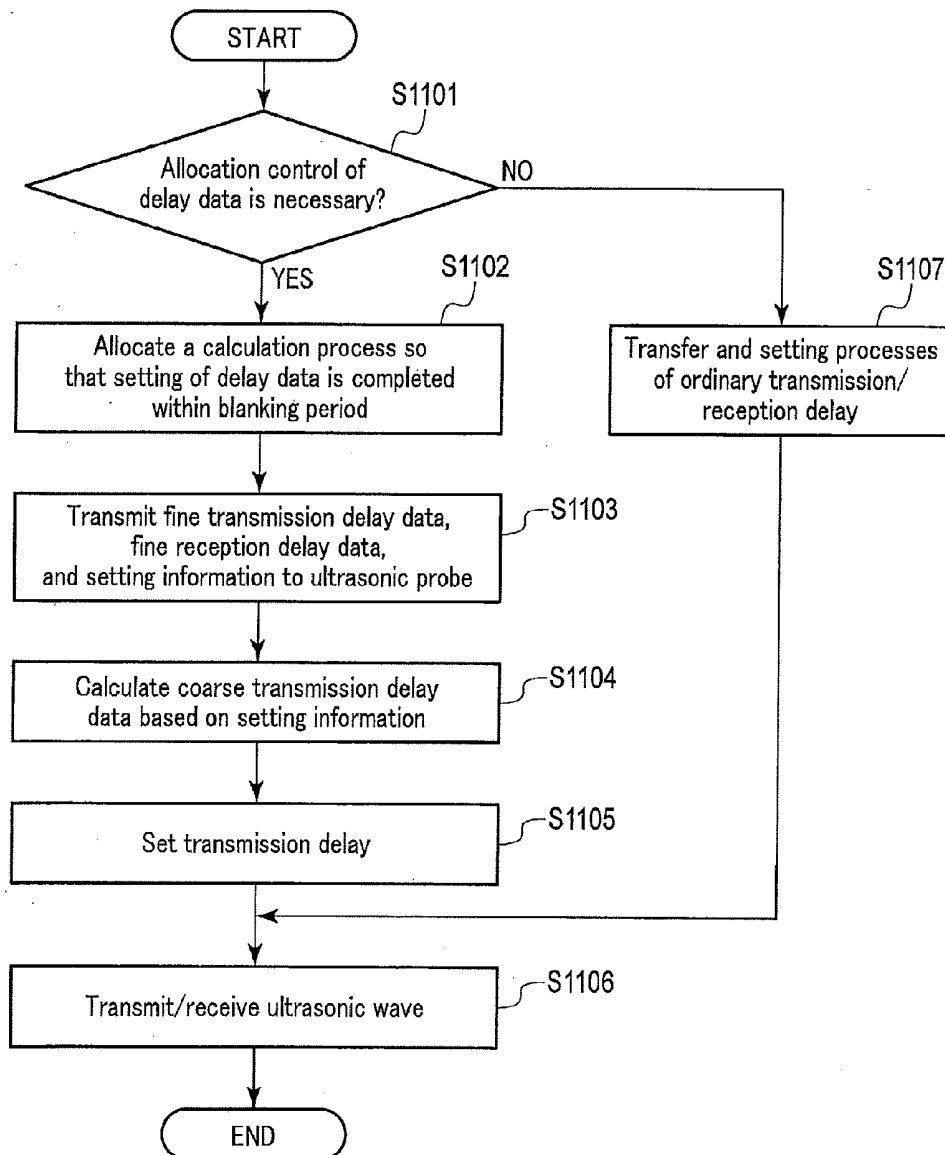 START
S1101
Allocation control of
delay data is necessary?
NO
YES
S1102
Allocate a calculation process so
that setting of delay data is completed
within blanking period
S1107
Transfer and setting processes
of ordinary transmission/
reception delay
S1103
Transmit fine transmission delay data,
fine reception delay data,
and setting information to ultrasonic probe
S1104
Calculate coarse transmission delay
data based on setting information
S1105
Set transmission delay
S1106
Transmit/receive ultrasonic wave
END